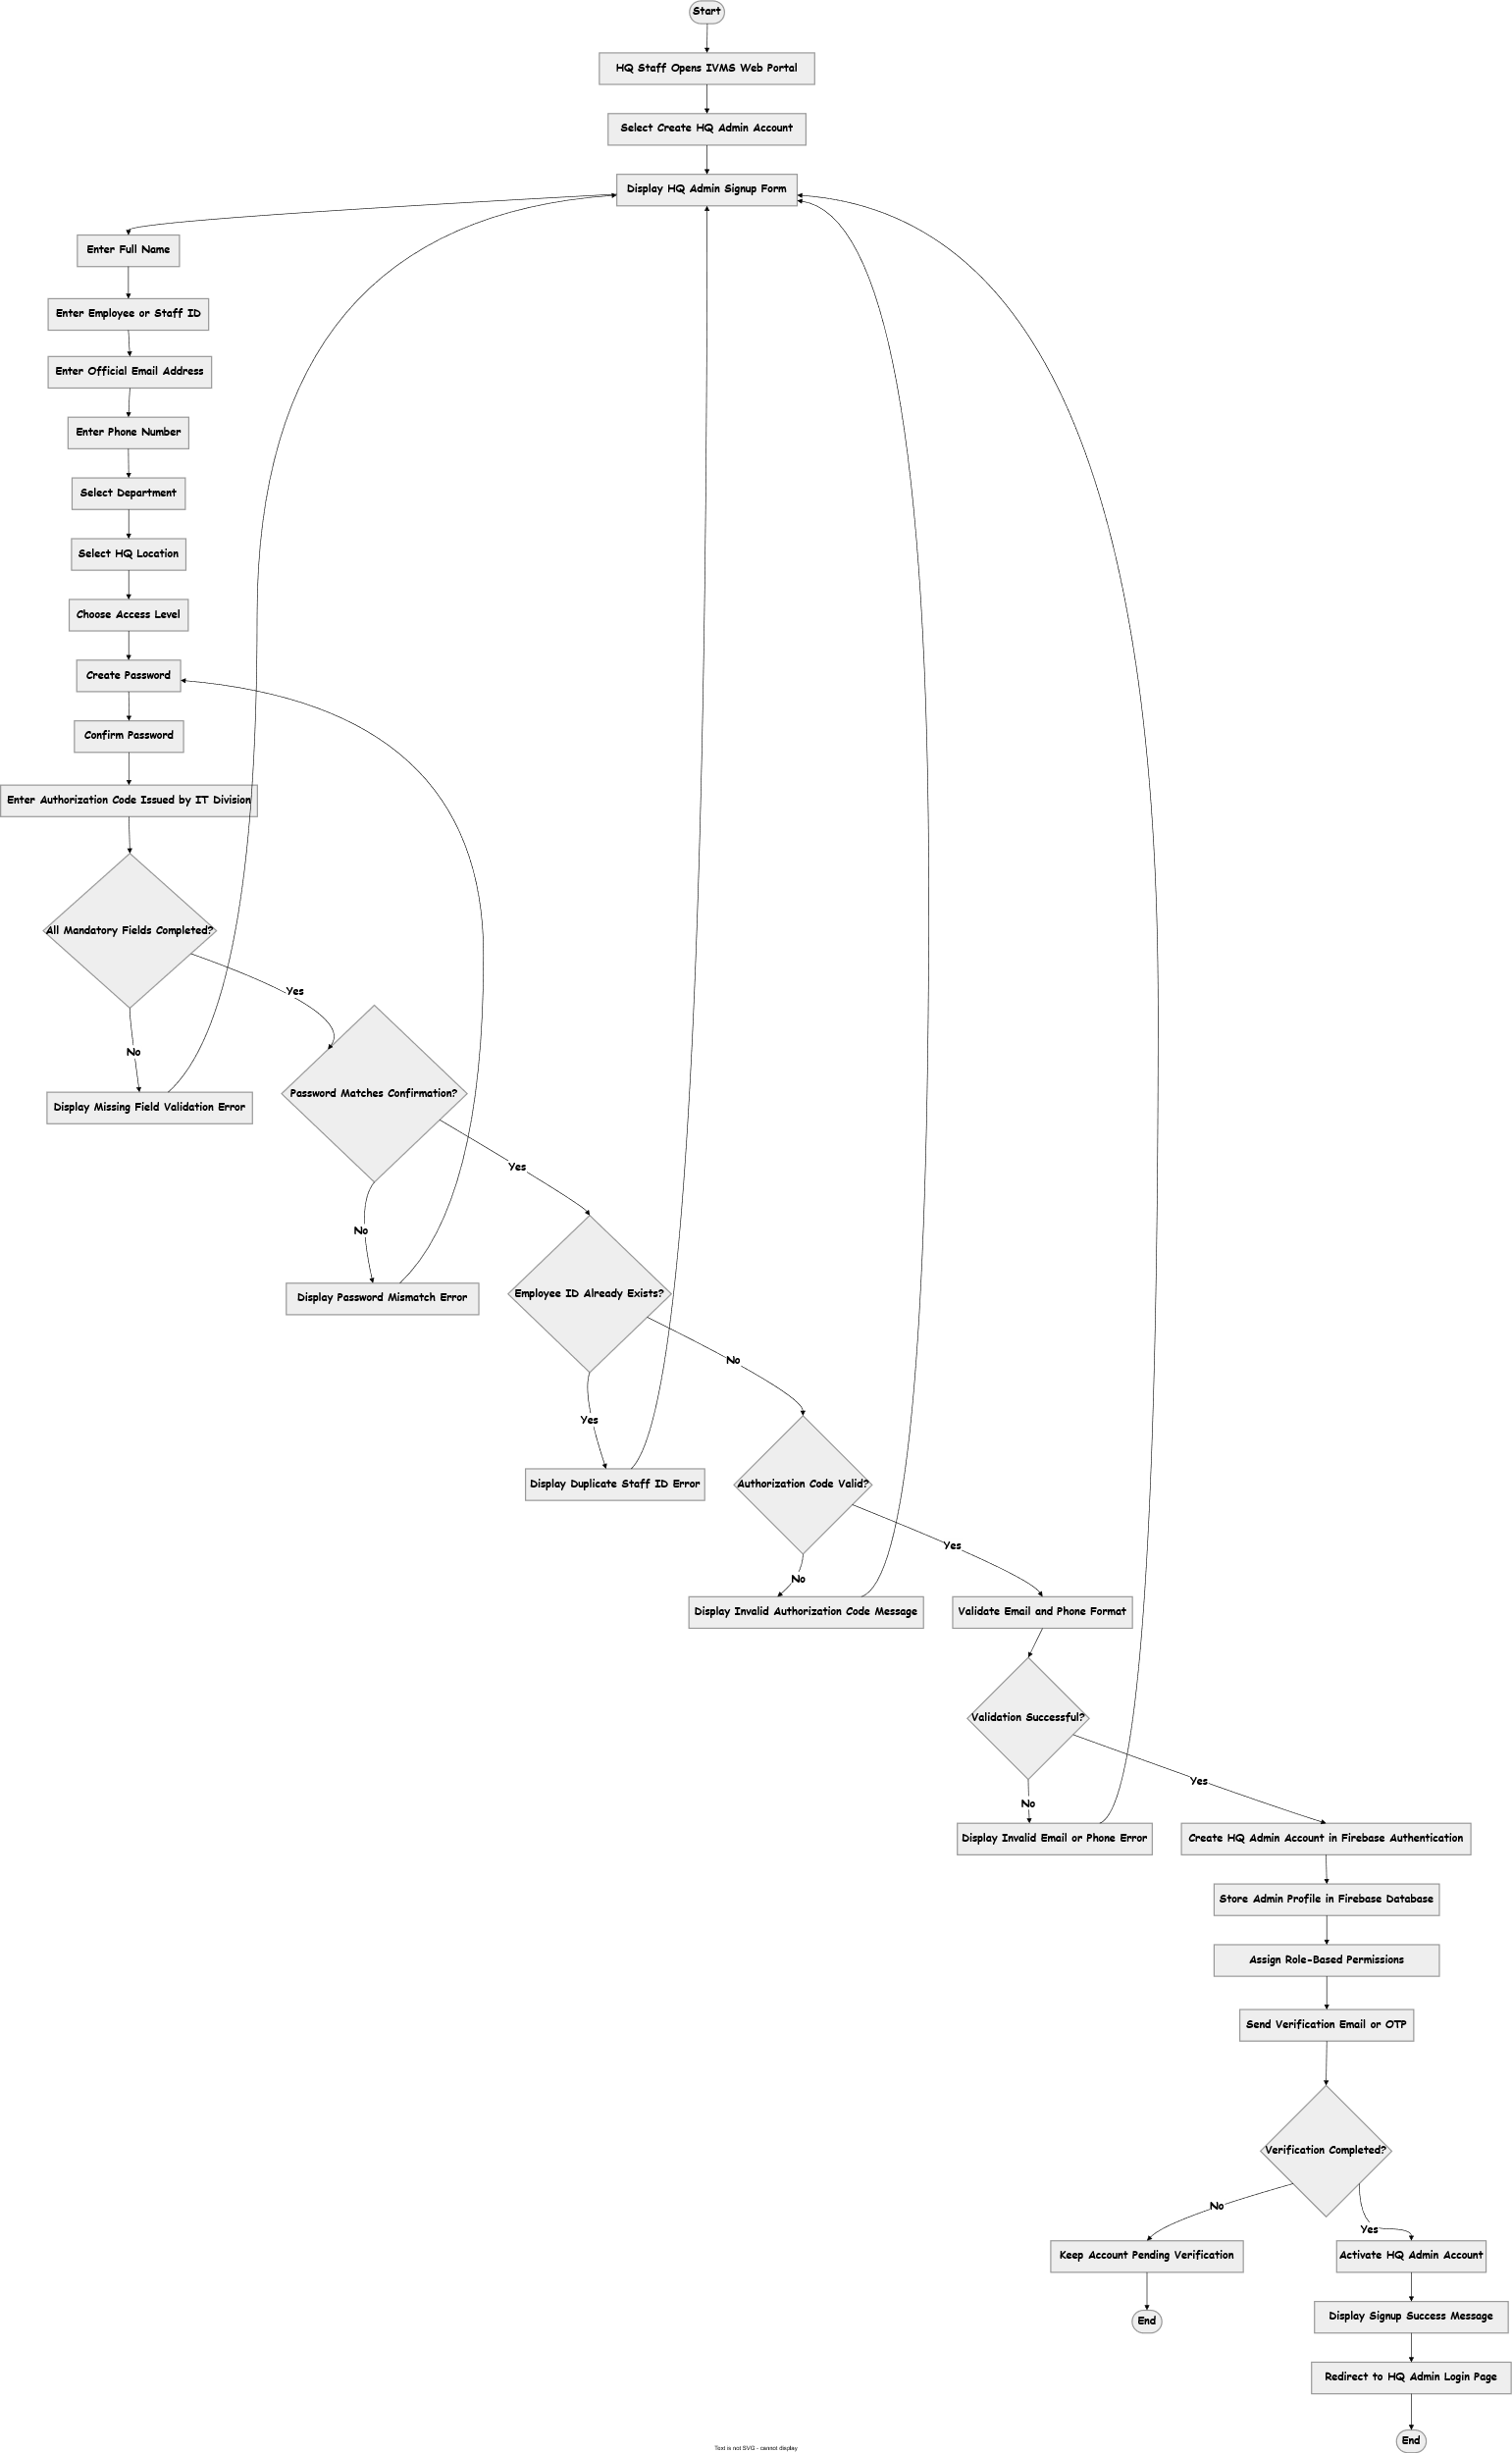 Start
HQ Staff Opens IVMS Web Portal
Select Create HQ Admin Account
Display HQ Admin Signup Form
Enter Full Name
Enter Employee or Staff ID
Enter Official Email Address
Enter Phone Number
Select Department
Select HQ Location
Choose Access Level
Create Password
Confirm Password
Enter Authorization Code Issued by IT Division
All Mandatory Fields Completed?
Yes
No
Display Missing Field Validation Error
Password Matches Confirmation?
Yes
No
Display Password Mismatch Error
Employee ID Already Exists?
No
Yes
Display Duplicate Staff ID Error
Authorization Code Valid?
Yes
No
Display Invalid Authorization Code Message
Validate Email and Phone Format
Validation Successful?
Yes
No
Display Invalid Email or Phone Error
Create HQ Admin Account in Firebase Authentication
Store Admin Profile in Firebase Database
Assign Role-Based Permissions
Send Verification Email or OTP
Verification Completed?
No
Yes
Keep Account Pending Verification
Activate HQ Admin Account
End
Display Signup Success Message
Redirect to HQ Admin Login Page
End
Text is not SVG - cannot display